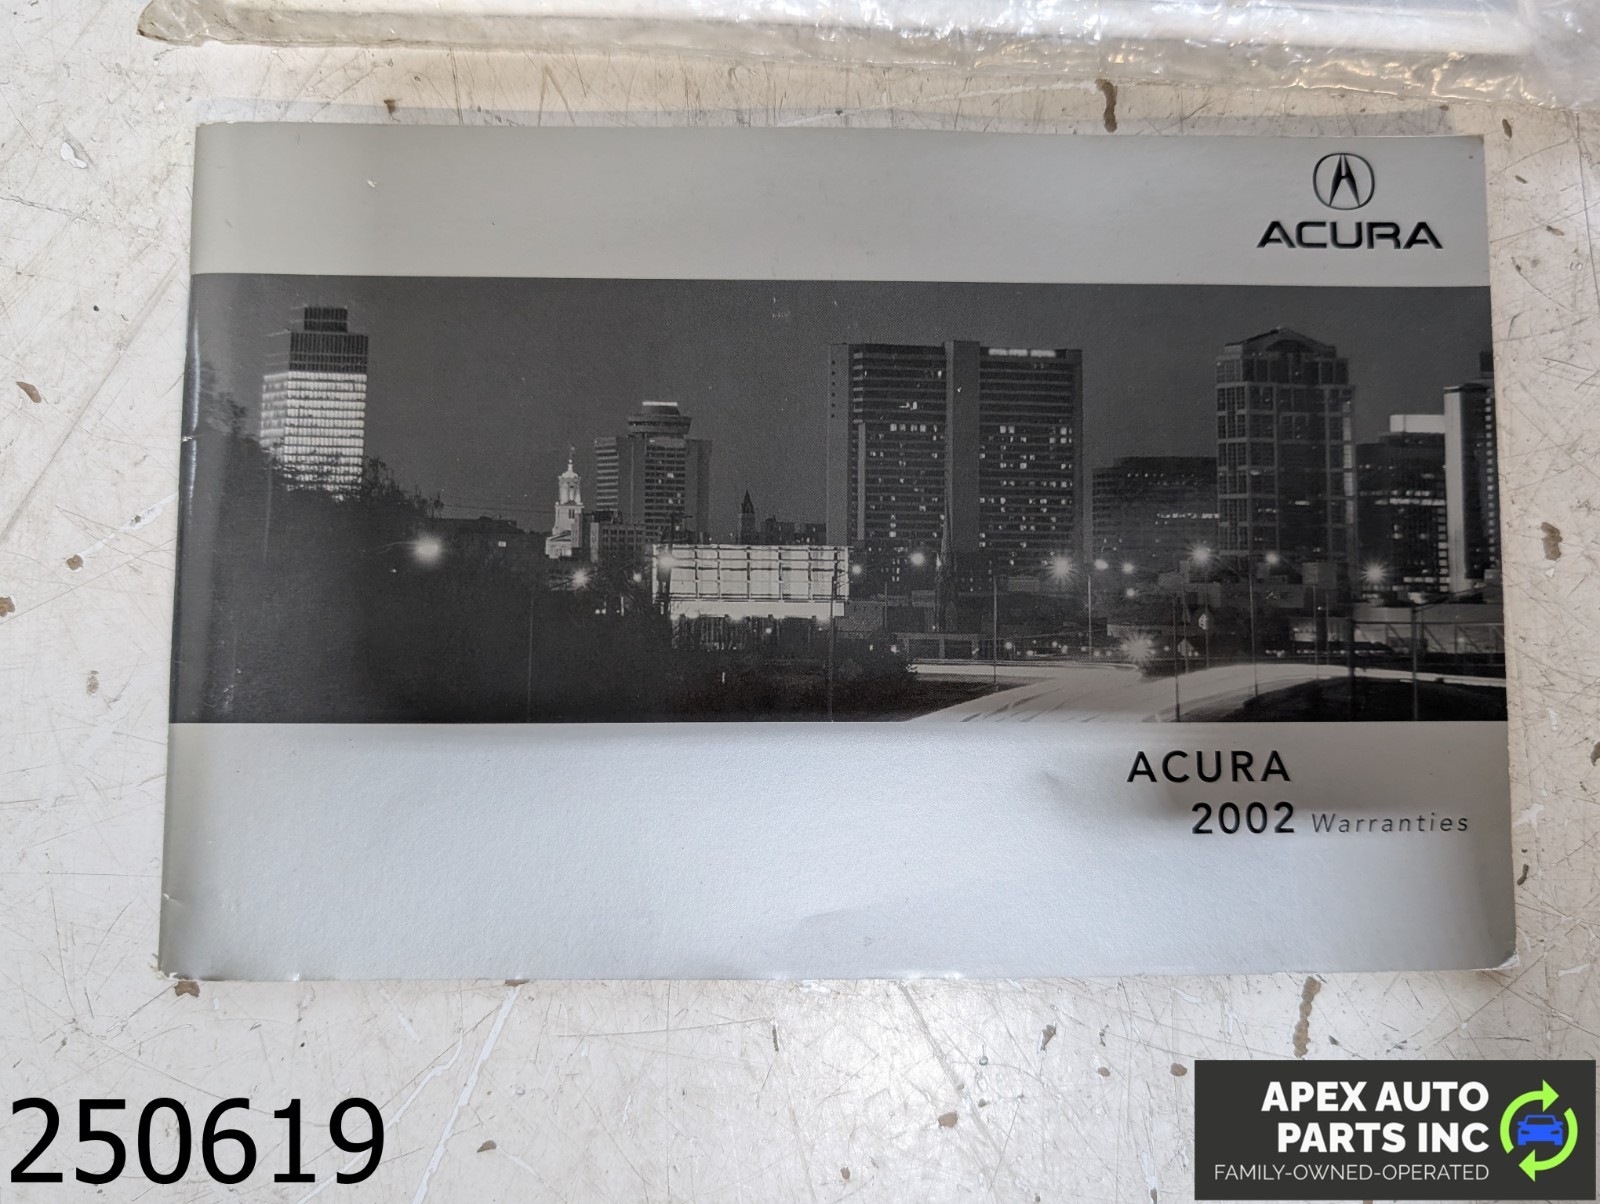 ACURA
ACURA
2002 Warranties
250619
APEX AUTO
PARTS INC
FAMILY-OWNED-OPERATED